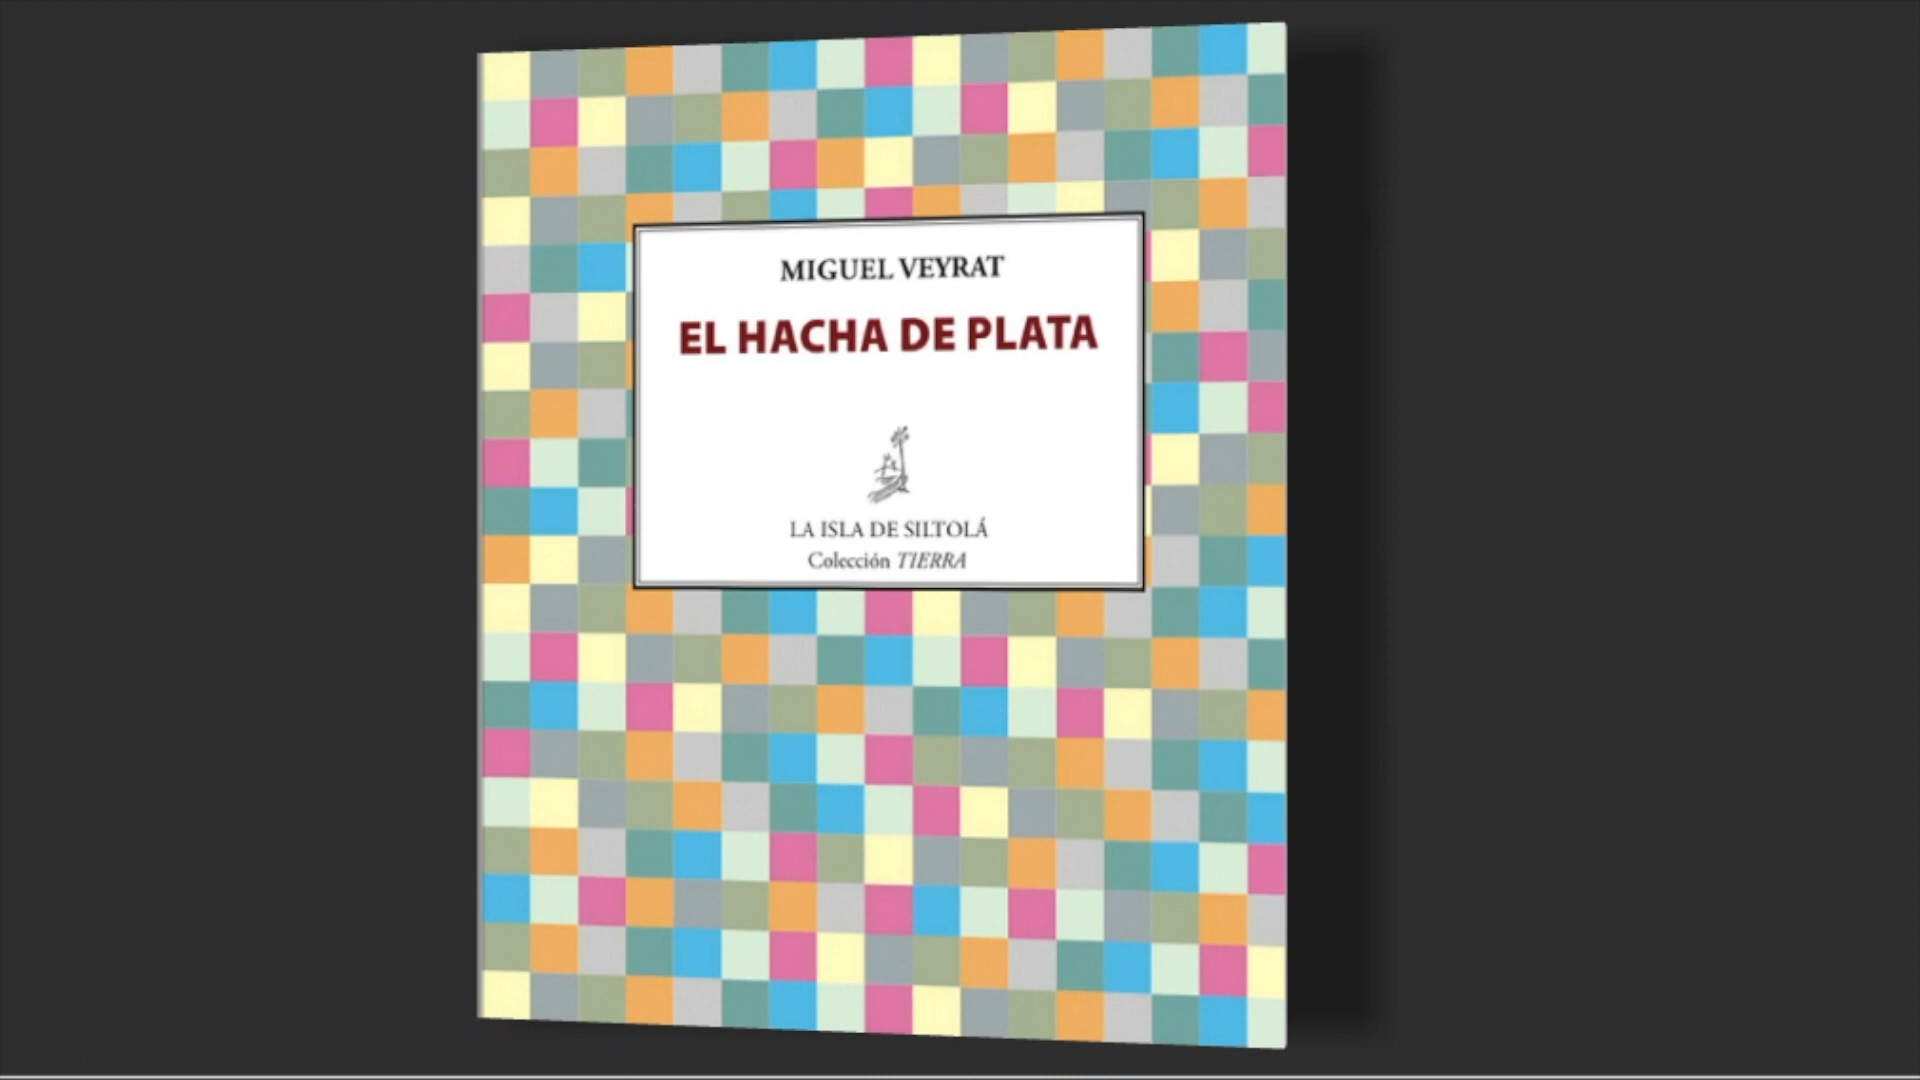 MIGUEL VEYRAT
EL HACHA DE PLATA
LA ISLA DE SILTOLÁ
Colección TIERRA